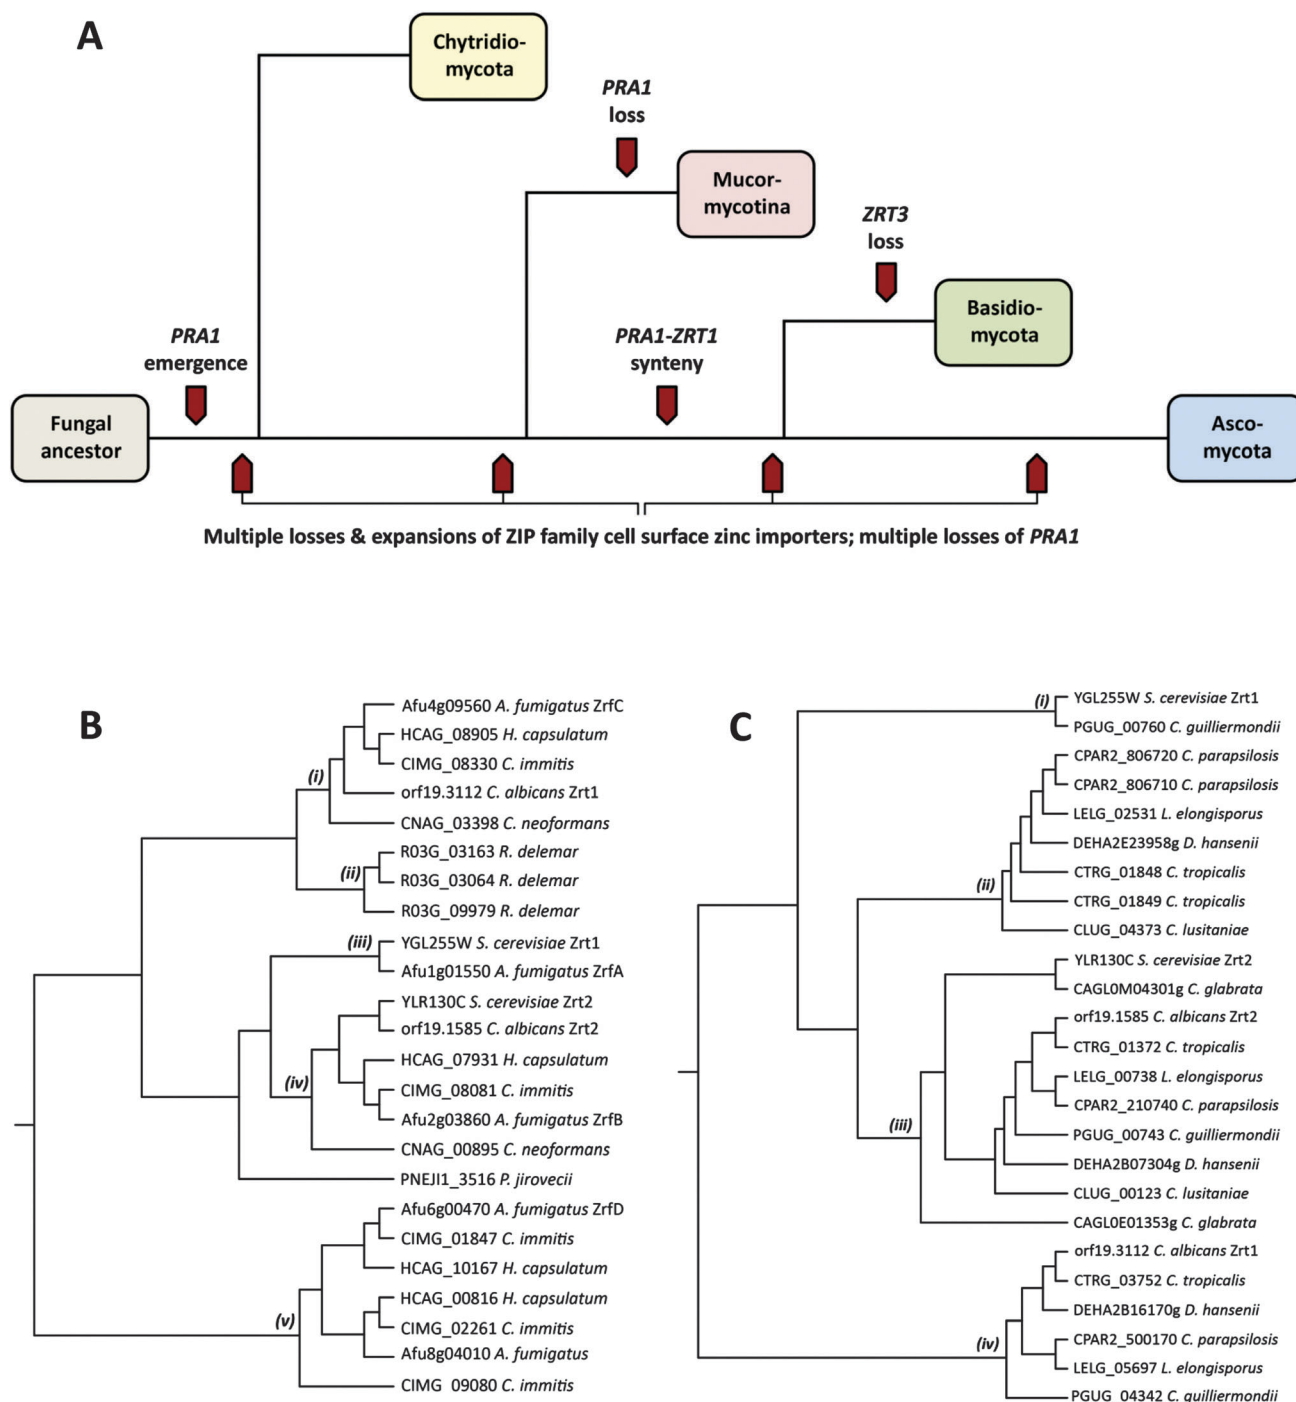 A
Chytridio-
mycota
PRA1
loss
Mucor-
mycotina
ZRT3
loss
Basidio-
mycota
PRA1
emergence
PRA1-ZRT1
synteny
Fungal
ancestor
Asco-
mycota
Multiple losses & expansions of ZIP family cell surface zinc importers; multiple losses of PRA1
B
Afu4g09560 A. fumigatus ZrfC
HCAG_08905 H. capsulatum
(i)
CIMG_08330 C. immitis
orf19.3112 C. albicans Zrt1
CNAG_03398 C. neoformans
R03G_03163 R. delemar
(ii)
R03G_03064 R. delemar
R03G_09979 R. delemar
(iii)
YGL255W S. cerevisiae Zrt1
Afu1g01550 A. fumigatus ZrfA
YLR130C S. cerevisiae Zrt2
orf19.1585 C. albicans Zrt2
HCAG_07931 H. capsulatum
(iv)
CIMG_08081 C. immitis
Afu2g03860 A. fumigatus ZrfB
CNAG_00895 C. neoformans
PNEJI1_3516 P. jirovecii
Afu6g00470 A. fumigatus ZrfD
CIMG_01847 C. immitis
HCAG_10167 H. capsulatum
HCAG_00816 H. capsulatum
(v)
CIMG_02261 C. immitis
Afu8g04010 A. fumigatus
CIMG_09080 C. immitis
C
(i)
YGL255W S. cerevisiae Zrt1
PGUG_00760 C. guilliermondii
CPAR2_806720 C. parapsilosis
CPAR2_806710 C. parapsilosis
LELG_02531 L. elongisporus
DEHA2E23958g D. hansenii
(ii)
CTRG_01848 C. tropicalis
CTRG_01849 C. tropicalis
CLUG_04373 C. lusitaniae
YLR130C S. cerevisiae Zrt2
CAGL0M04301g C. glabrata
orf19.1585 C. albicans Zrt2
CTRG_01372 C. tropicalis
LELG_00738 L. elongisporus
CPAR2_210740 C. parapsilosis
(iii)
PGUG_00743 C. guilliermondii
DEHA2B07304g D. hansenii
CLUG_00123 C. lusitaniae
CAGL0E01353g C. glabrata
orf19.3112 C. albicans Zrt1
CTRG_03752 C. tropicalis
DEHA2B16170g D. hansenii
(iv)
CPAR2_500170 C. parapsilosis
LELG_05697 L. elongisporus
PGUG_04342 C. guilliermondii